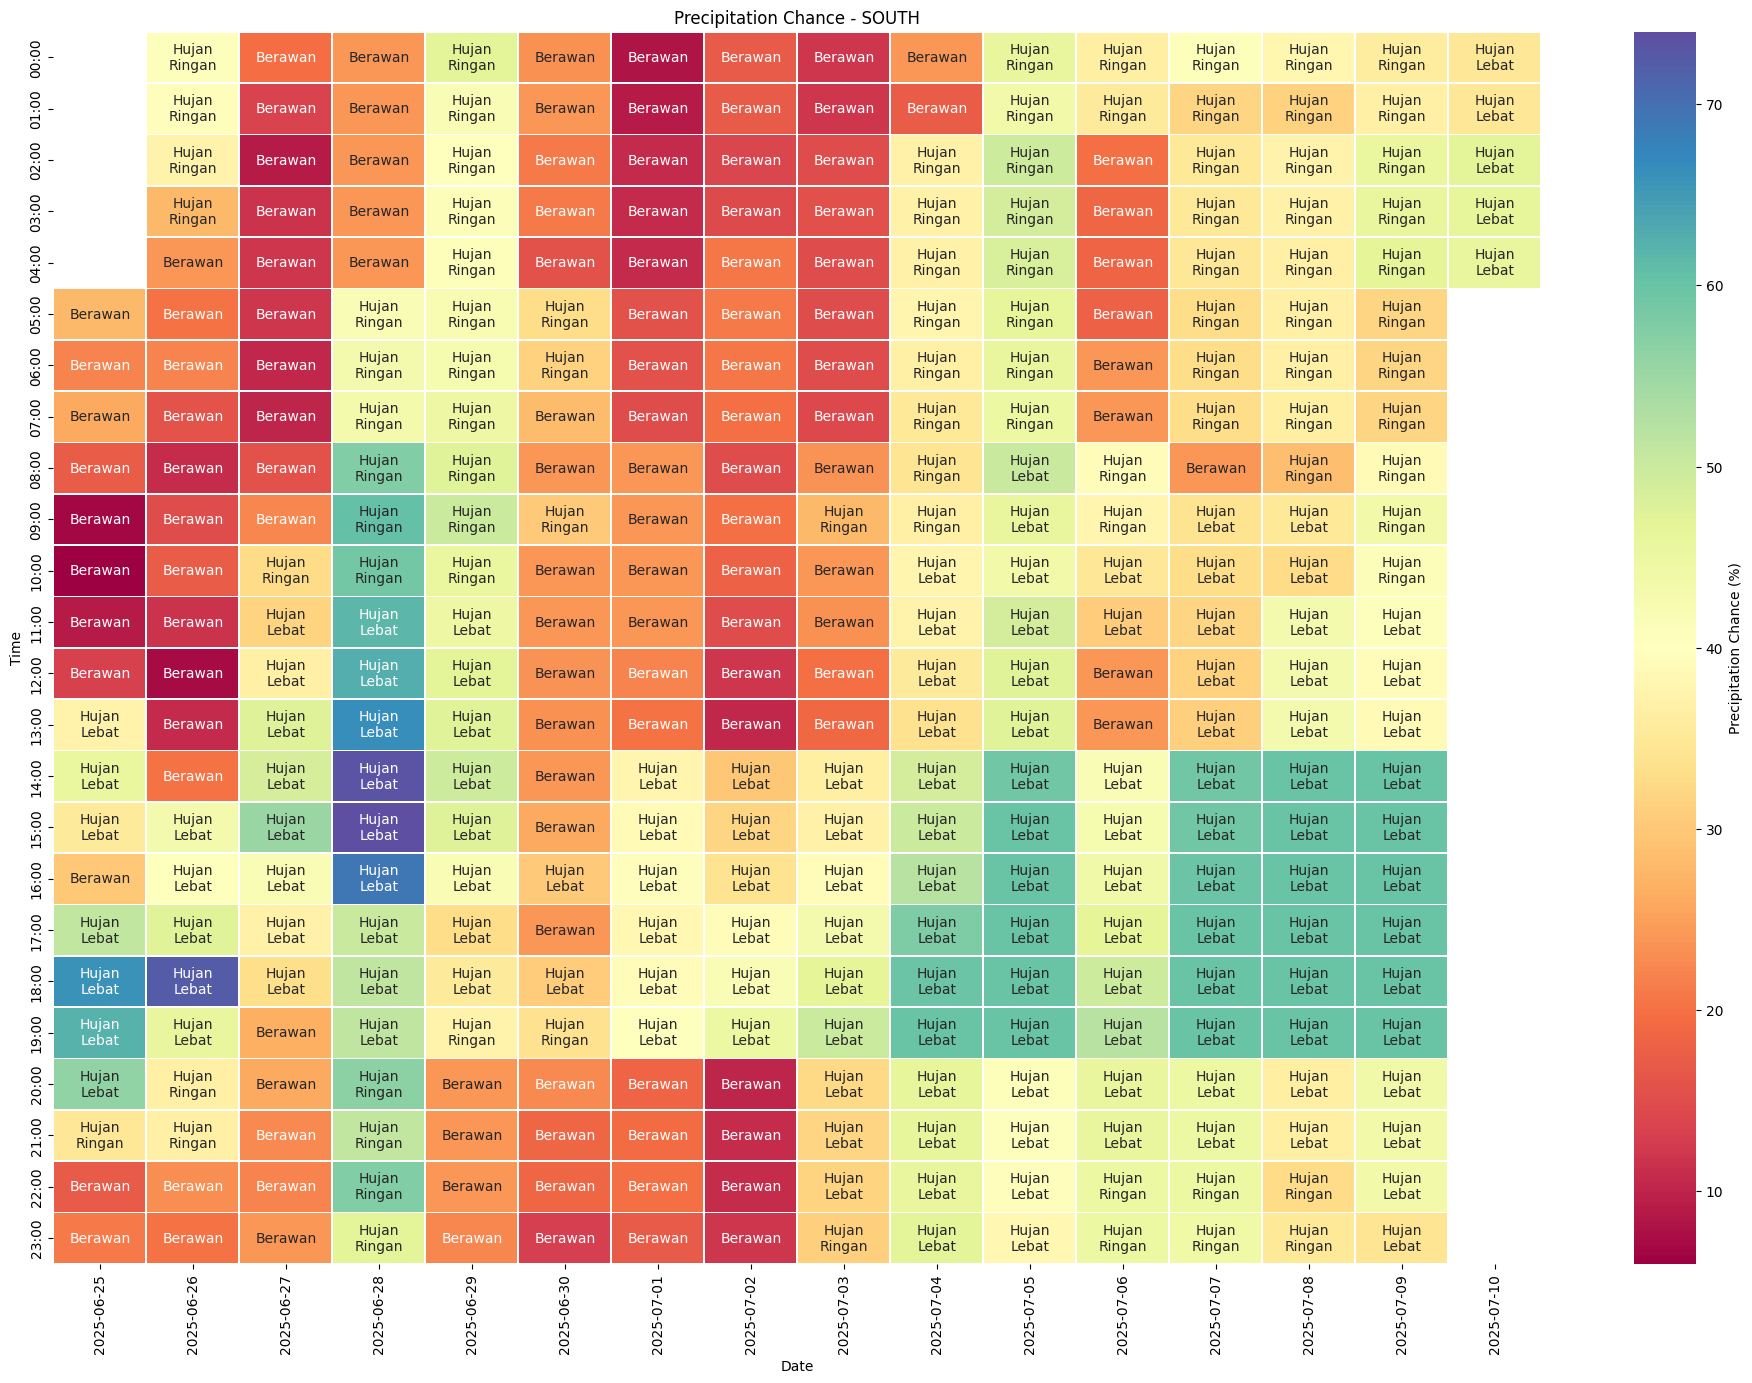 Precipitation Chance - SOUTH
Time
00:00 Hujan Ringan Berawan Berawan Hujan Ringan Berawan Berawan Berawan Berawan Berawan Hujan Ringan Hujan Ringan Hujan Ringan Hujan Ringan Hujan Ringan Hujan Lebat
01:00 Hujan Ringan Berawan Berawan Hujan Ringan Berawan Berawan Berawan Berawan Berawan Hujan Ringan Hujan Ringan Hujan Ringan Hujan Ringan Hujan Ringan Hujan Lebat
02:00 Hujan Ringan Berawan Berawan Hujan Ringan Berawan Berawan Berawan Berawan Hujan Ringan Hujan Ringan Berawan Hujan Ringan Hujan Ringan Hujan Ringan Hujan Lebat
03:00 Hujan Ringan Berawan Berawan Hujan Ringan Berawan Berawan Berawan Berawan Hujan Ringan Hujan Ringan Berawan Hujan Ringan Hujan Ringan Hujan Ringan Hujan Lebat
04:00 Berawan Berawan Berawan Hujan Ringan Berawan Berawan Berawan Berawan Hujan Ringan Hujan Ringan Berawan Hujan Ringan Hujan Ringan Hujan Ringan Hujan Lebat
05:00 Berawan Berawan Berawan Hujan Ringan Hujan Ringan Hujan Ringan Berawan Berawan Berawan Hujan Ringan Hujan Ringan Berawan Hujan Ringan Hujan Ringan Hujan Ringan
06:00 Berawan Berawan Berawan Hujan Ringan Hujan Ringan Hujan Ringan Berawan Berawan Berawan Hujan Ringan Hujan Ringan Berawan Hujan Ringan Hujan Ringan Hujan Ringan
07:00 Berawan Berawan Berawan Hujan Ringan Hujan Ringan Berawan Berawan Berawan Berawan Hujan Ringan Hujan Ringan Berawan Hujan Ringan Hujan Ringan Hujan Ringan
08:00 Berawan Berawan Berawan Hujan Ringan Hujan Ringan Berawan Berawan Berawan Berawan Hujan Ringan Hujan Lebat Hujan Ringan Berawan Hujan Ringan Hujan Ringan
09:00 Berawan Berawan Berawan Hujan Ringan Hujan Ringan Hujan Ringan Berawan Berawan Hujan Ringan Hujan Ringan Hujan Lebat Hujan Ringan Hujan Lebat Hujan Lebat Hujan Ringan
10:00 Berawan Berawan Hujan Ringan Hujan Ringan Hujan Ringan Berawan Berawan Berawan Berawan Hujan Lebat Hujan Lebat Hujan Lebat Hujan Lebat Hujan Lebat Hujan Ringan
11:00 Berawan Berawan Hujan Lebat Hujan Lebat Hujan Lebat Berawan Berawan Berawan Berawan Hujan Lebat Hujan Lebat Hujan Lebat Hujan Lebat Hujan Lebat Hujan Lebat
12:00 Berawan Berawan Hujan Lebat Hujan Lebat Hujan Lebat Berawan Berawan Berawan Berawan Hujan Lebat Hujan Lebat Berawan Hujan Lebat Hujan Lebat Hujan Lebat
13:00 Hujan Lebat Berawan Hujan Lebat Hujan Lebat Hujan Lebat Berawan Berawan Berawan Berawan Hujan Lebat Hujan Lebat Berawan Hujan Lebat Hujan Lebat Hujan Lebat
14:00 Hujan Lebat Berawan Hujan Lebat Hujan Lebat Hujan Lebat Berawan Hujan Lebat Hujan Lebat Hujan Lebat Hujan Lebat Hujan Lebat Hujan Lebat Hujan Lebat Hujan Lebat Hujan Lebat
15:00 Hujan Lebat Hujan Lebat Hujan Lebat Hujan Lebat Hujan Lebat Berawan Hujan Lebat Hujan Lebat Hujan Lebat Hujan Lebat Hujan Lebat Hujan Lebat Hujan Lebat Hujan Lebat Hujan Lebat
16:00 Berawan Hujan Lebat Hujan Lebat Hujan Lebat Hujan Lebat Hujan Lebat Hujan Lebat Hujan Lebat Hujan Lebat Hujan Lebat Hujan Lebat Hujan Lebat Hujan Lebat Hujan Lebat Hujan Lebat
17:00 Hujan Lebat Hujan Lebat Hujan Lebat Hujan Lebat Hujan Lebat Berawan Hujan Lebat Hujan Lebat Hujan Lebat Hujan Lebat Hujan Lebat Hujan Lebat Hujan Lebat Hujan Lebat Hujan Lebat
18:00 Hujan Lebat Hujan Lebat Hujan Lebat Hujan Lebat Hujan Lebat Hujan Lebat Hujan Lebat Hujan Lebat Hujan Lebat Hujan Lebat Hujan Lebat Hujan Lebat Hujan Lebat Hujan Lebat Hujan Lebat
19:00 Hujan Lebat Hujan Lebat Berawan Hujan Lebat Hujan Ringan Hujan Ringan Hujan Lebat Hujan Lebat Hujan Lebat Hujan Lebat Hujan Lebat Hujan Lebat Hujan Lebat Hujan Lebat Hujan Lebat
20:00 Hujan Lebat Hujan Ringan Berawan Hujan Ringan Berawan Berawan Berawan Berawan Hujan Lebat Hujan Lebat Hujan Lebat Hujan Lebat Hujan Lebat Hujan Lebat Hujan Lebat
21:00 Hujan Ringan Hujan Ringan Berawan Hujan Ringan Berawan Berawan Berawan Berawan Hujan Lebat Hujan Lebat Hujan Lebat Hujan Lebat Hujan Lebat Hujan Lebat Hujan Lebat
22:00 Berawan Berawan Berawan Hujan Ringan Berawan Berawan Berawan Berawan Hujan Lebat Hujan Lebat Hujan Lebat Hujan Ringan Hujan Ringan Hujan Ringan Hujan Lebat
23:00 Berawan Berawan Berawan Hujan Ringan Berawan Berawan Berawan Berawan Hujan Ringan Hujan Lebat Hujan Lebat Hujan Ringan Hujan Ringan Hujan Ringan Hujan Lebat
2025-06-25 2025-06-26 2025-06-27 2025-06-28 2025-06-29 2025-06-30 2025-07-01 2025-07-02 2025-07-03 2025-07-04 2025-07-05 2025-07-06 2025-07-07 2025-07-08 2025-07-09 2025-07-10
Date
70
60
50
40
30
20
10
Precipitation Chance (%)